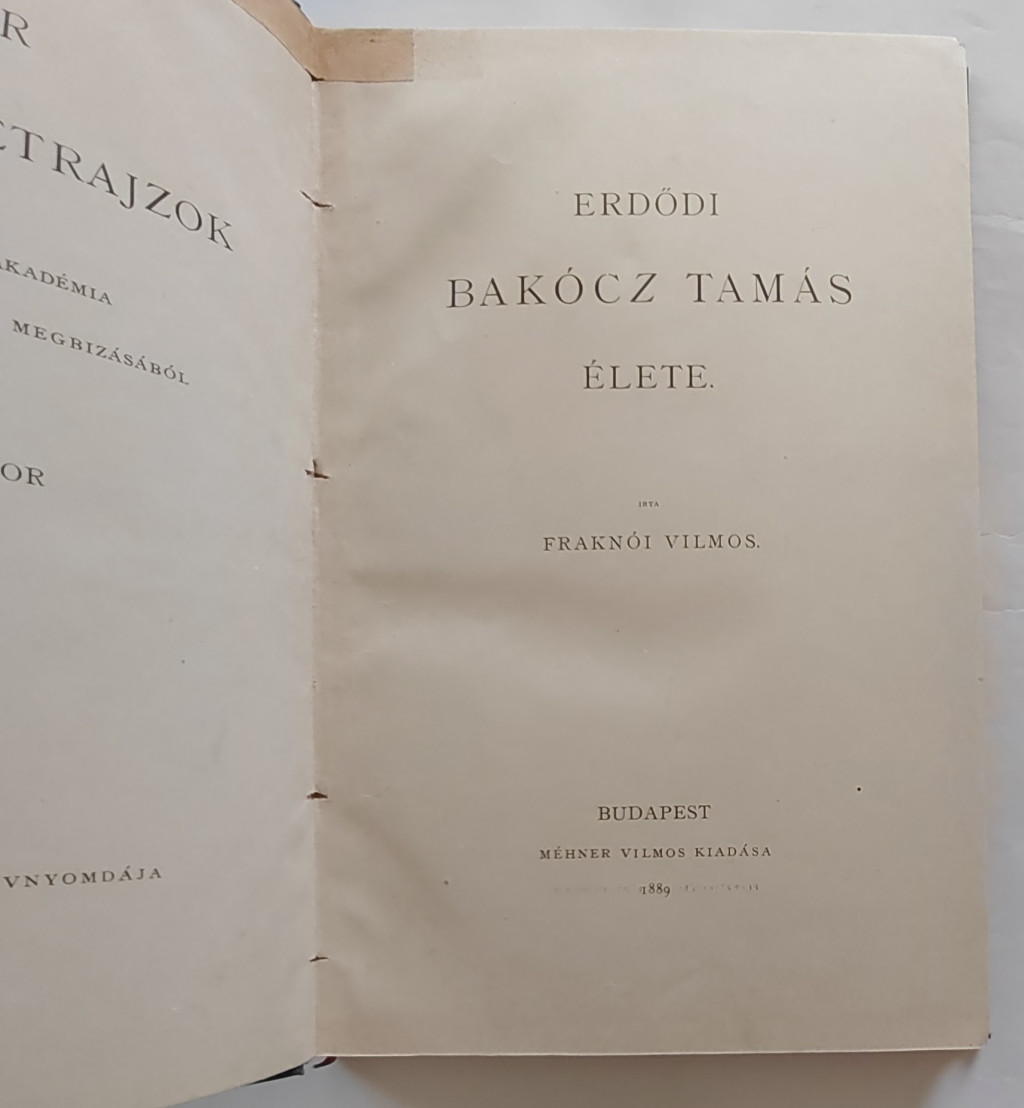 R
ETRAJZOK
AKADÉMIA
MEGBIZÁSÁBÓL
OR
VNYOMDÁJA
ERDŐDI
BAKÓCZ TAMÁS
ÉLETE.
IRTA
FRAKNÓI VILMOS.
BUDAPEST
MÉHNER VILMOS KIADÁSA
1889